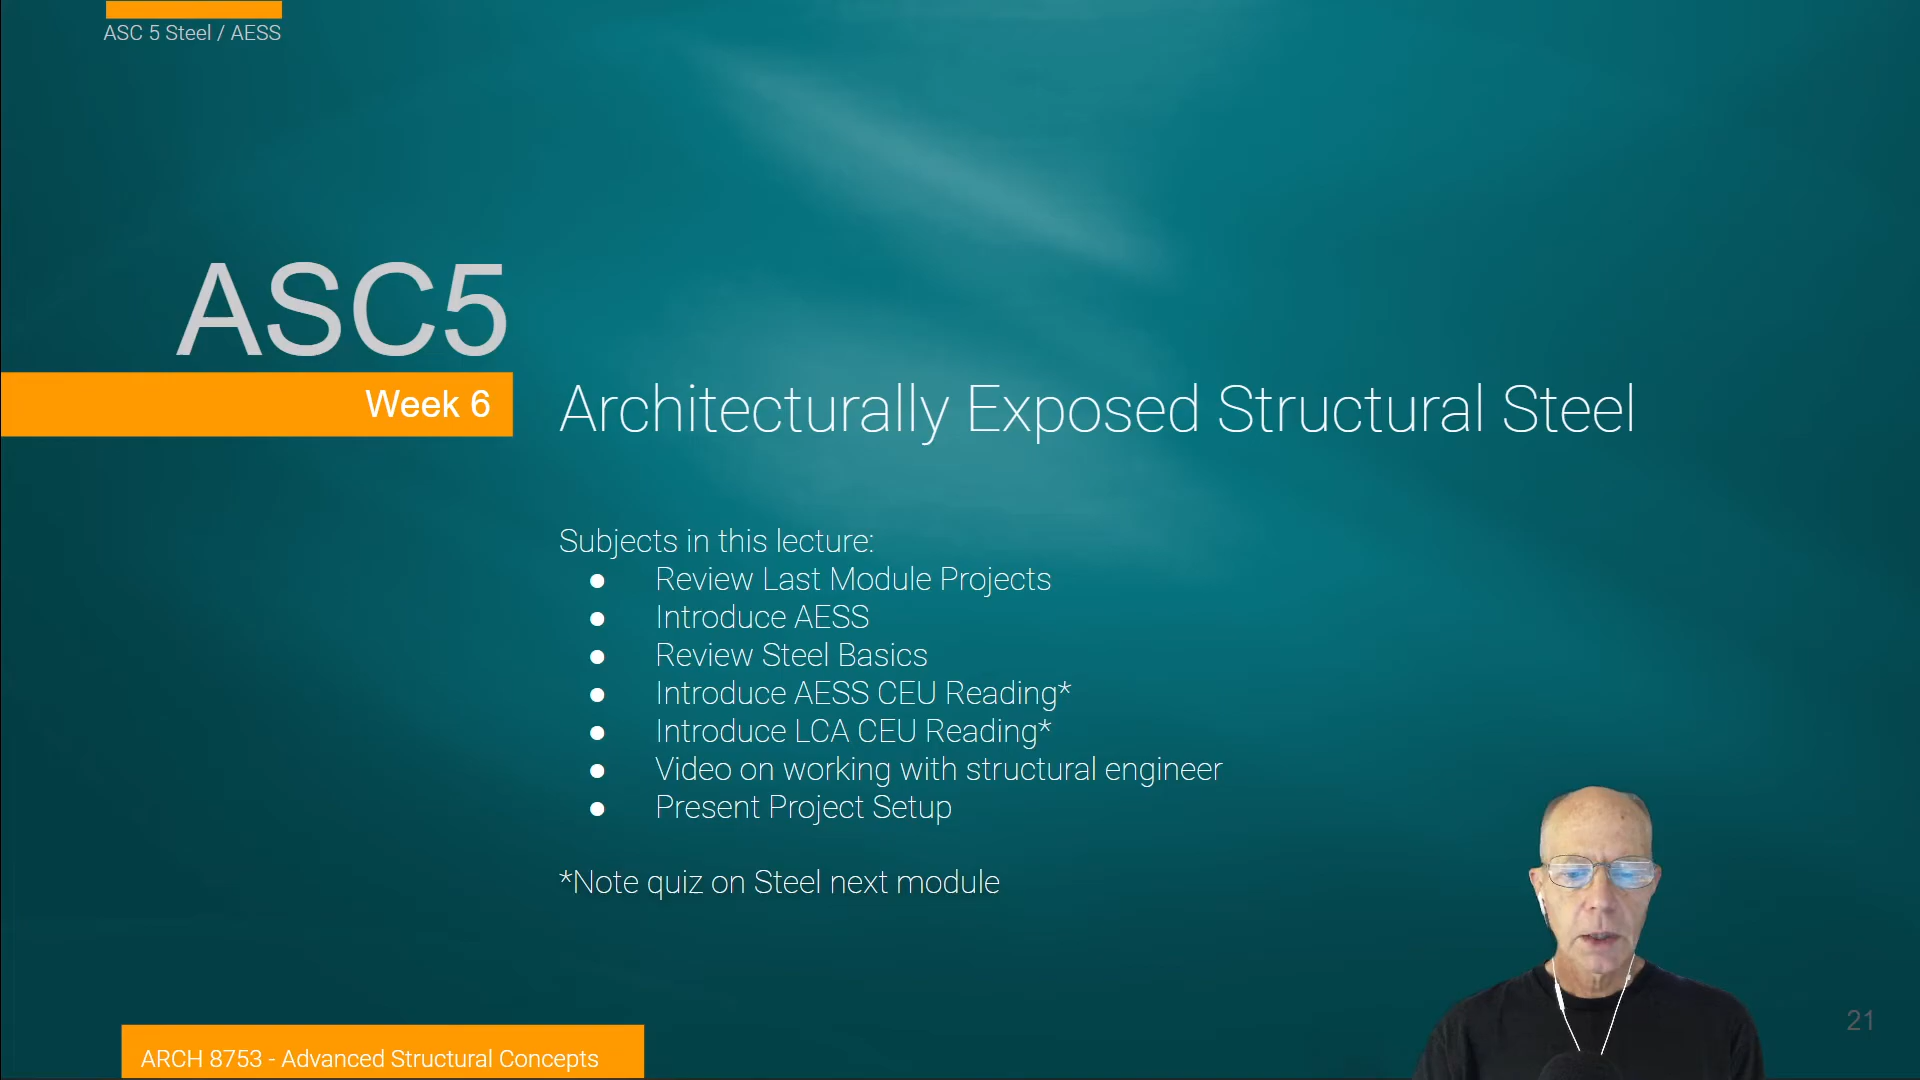 ASC 5 Steel / AESS
ASC5
Week 6
Architecturally Exposed Structural Steel
Subjects in this lecture:
● Review Last Module Projects
● Introduce AESS
● Review Steel Basics
● Introduce AESS CEU Reading*
● Introduce LCA CEU Reading*
● Video on working with structural engineer
● Present Project Setup
*Note quiz on Steel next module
21
ARCH 8753 - Advanced Structural Concepts